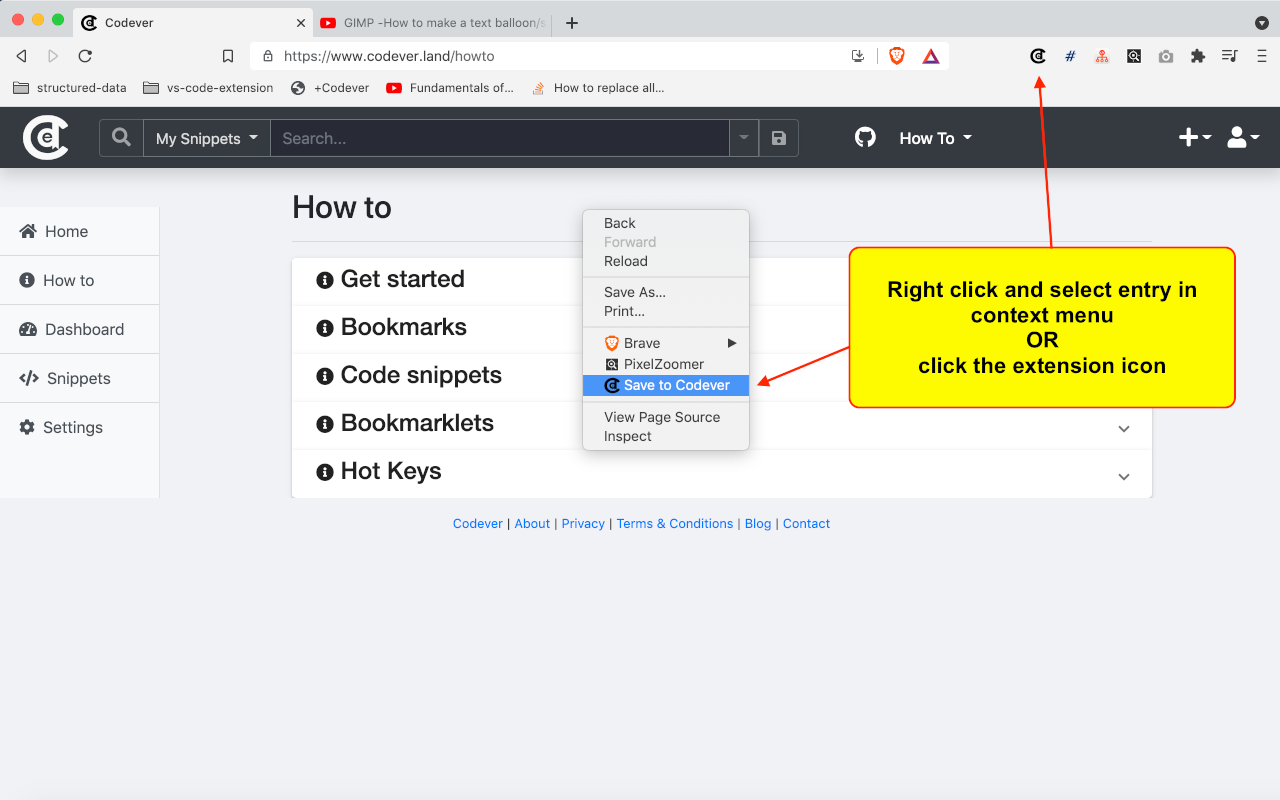 Codever
GIMP -How to make a text balloon/s
https://www.codever.land/howto
structured-data
vs-code-extension
+Codever
Fundamentals of...
How to replace all...
My Snippets
Search...
How To
Home
How to
Dashboard
Snippets
Settings
How to
Get started
Bookmarks
Code snippets
Bookmarklets
Hot Keys
Back
Forward
Reload
Save As...
Print...
Brave
PixelZoomer
Save to Codever
View Page Source
Inspect
Right click and select entry in
context menu
OR
click the extension icon
Codever | About | Privacy | Terms & Conditions | Blog | Contact